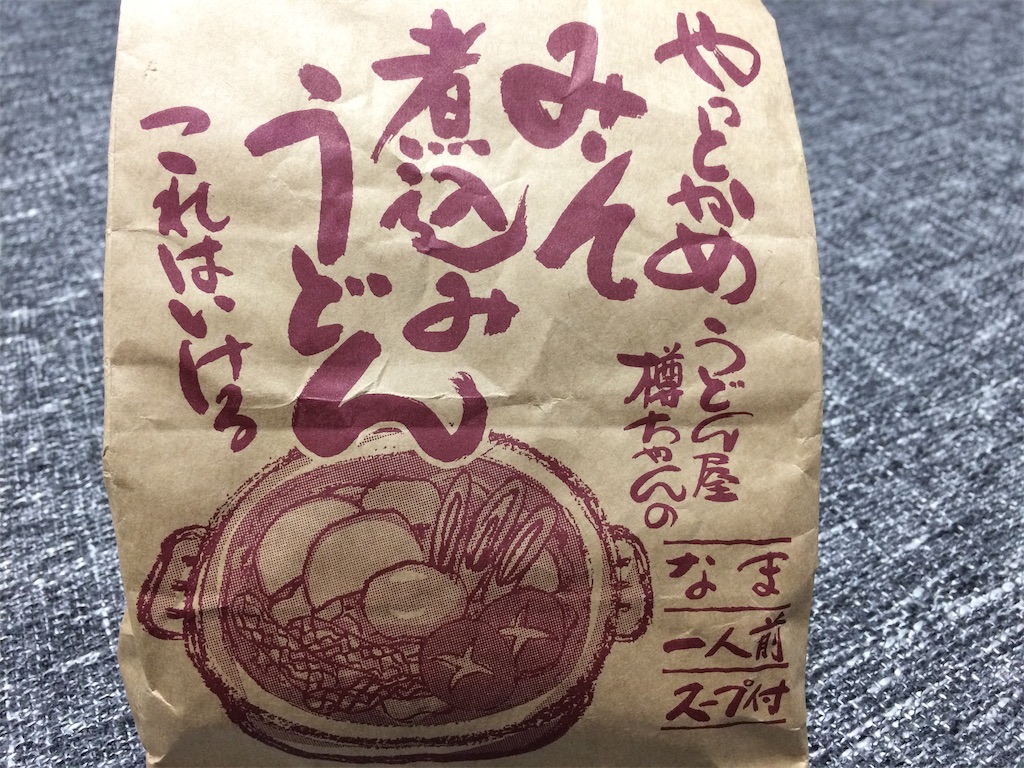 やっとかめ
うどん屋
樽ちゃんの
みそ
煮込み
うどん
これはいける
なま
一人前
スープ付